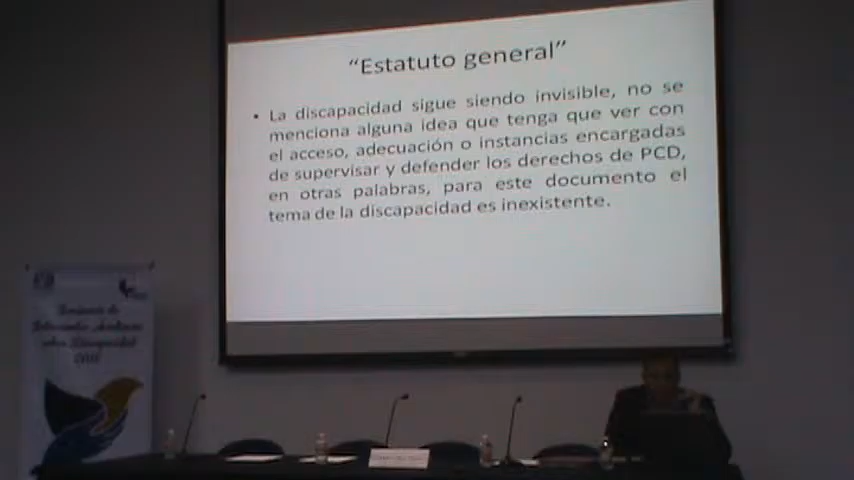 “Estatuto general”
• La discapacidad sigue siendo invisible, no se
menciona alguna idea que tenga que ver con
el acceso, adecuación o instancias encargadas
de supervisar y defender los derechos de PCD,
en otras palabras, para este documento el
tema de la discapacidad es inexistente.